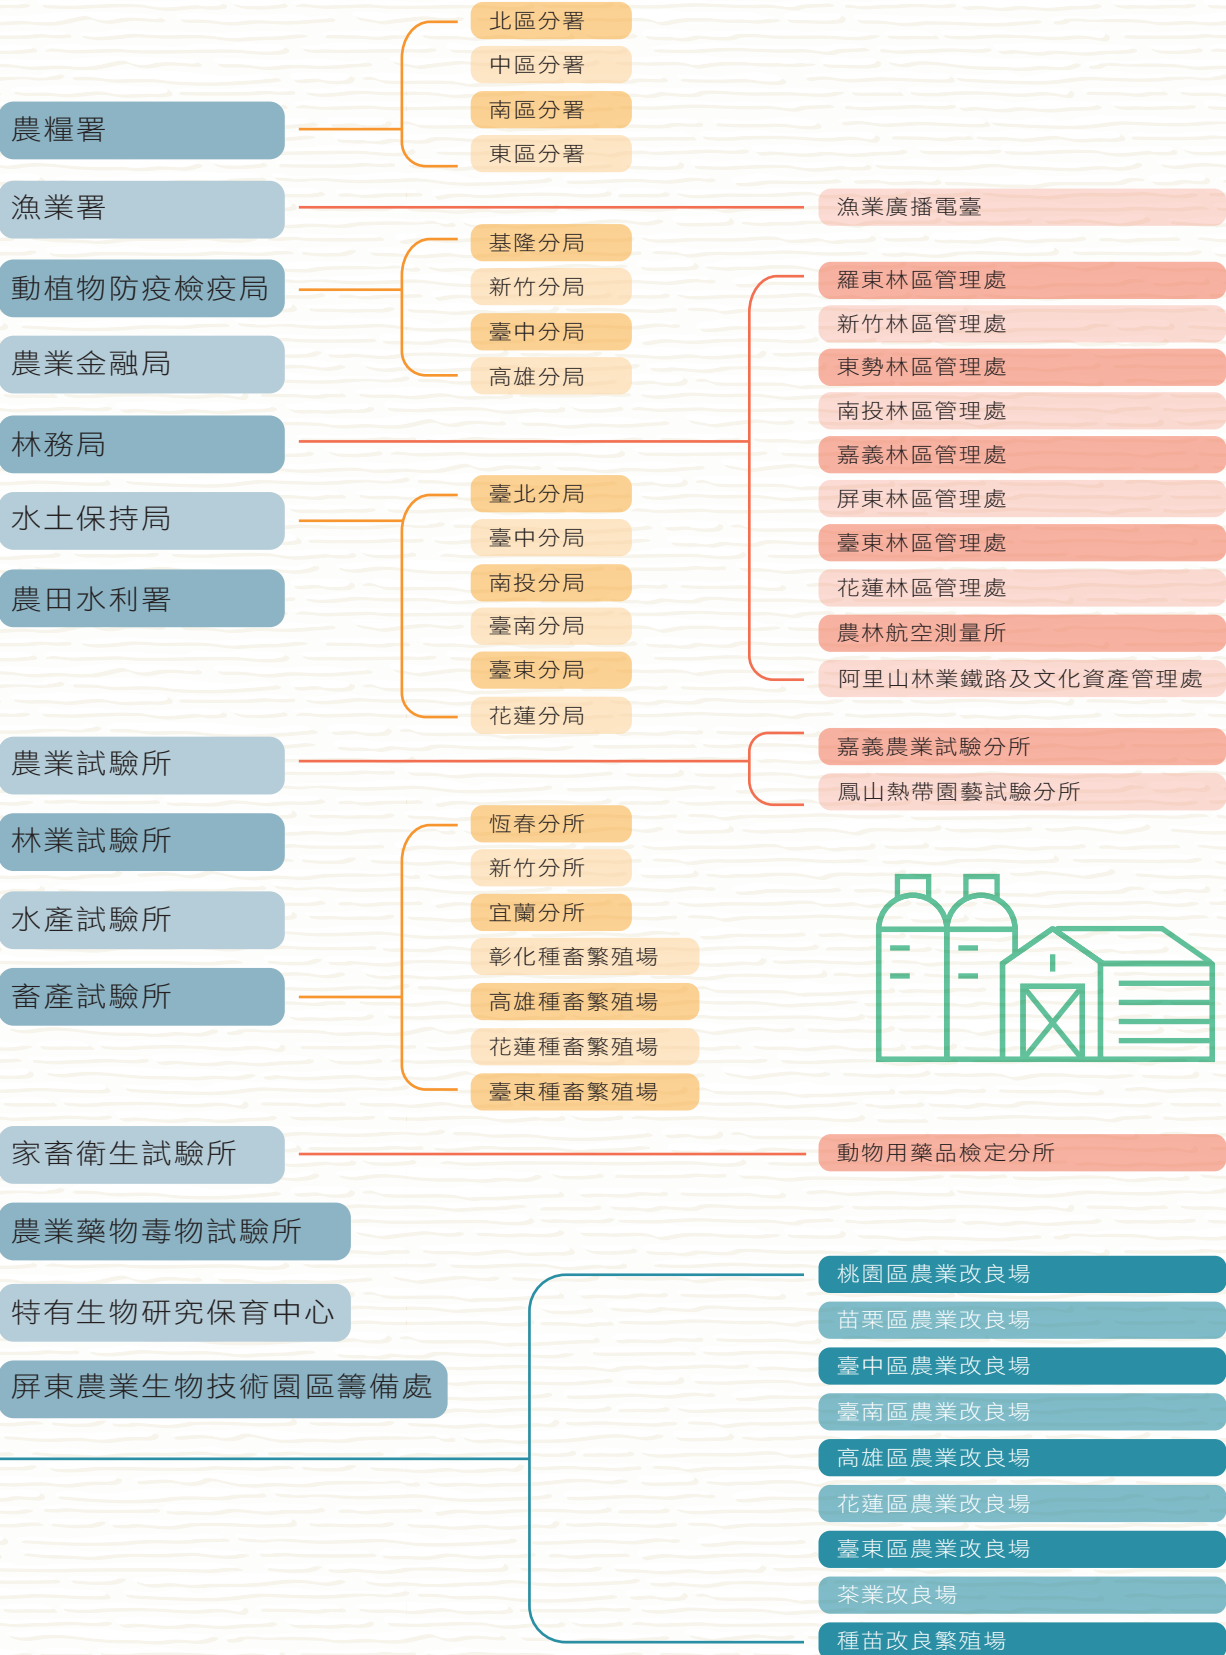 農糧署
北區分署
中區分署
南區分署
東區分署
漁業署
漁業廣播電臺
動植物防疫檢疫局
基隆分局
新竹分局
臺中分局
高雄分局
農業金融局
林務局
羅東林區管理處
新竹林區管理處
東勢林區管理處
南投林區管理處
嘉義林區管理處
屏東林區管理處
臺東林區管理處
花蓮林區管理處
農林航空測量所
阿里山林業鐵路及文化資產管理處
水土保持局
臺北分局
臺中分局
南投分局
臺南分局
臺東分局
花蓮分局
農田水利署
農業試驗所
嘉義農業試驗分所
鳳山熱帶園藝試驗分所
林業試驗所
水產試驗所
畜產試驗所
恆春分所
新竹分所
宜蘭分所
彰化種畜繁殖場
高雄種畜繁殖場
花蓮種畜繁殖場
臺東種畜繁殖場
家畜衛生試驗所
動物用藥品檢定分所
農業藥物毒物試驗所
特有生物研究保育中心
屏東農業生物技術園區籌備處
桃園區農業改良場
苗栗區農業改良場
臺中區農業改良場
臺南區農業改良場
高雄區農業改良場
花蓮區農業改良場
臺東區農業改良場
茶業改良場
種苗改良繁殖場